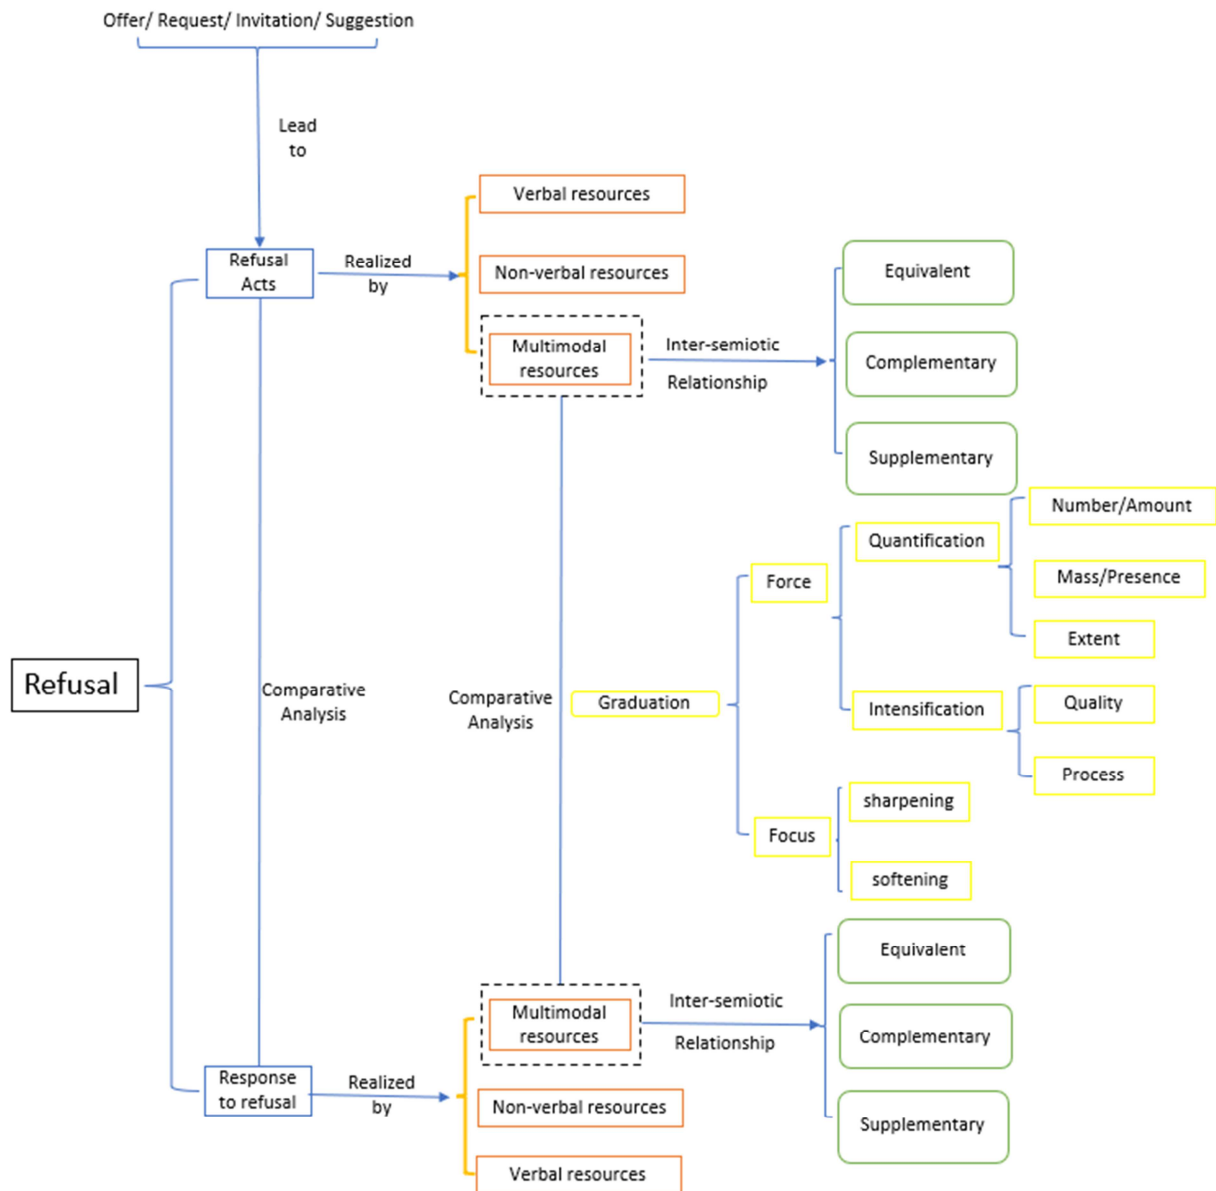 Offer/ Request/ Invitation/ Suggestion
Lead
to
Verbal resources
Refusal
Acts
Realized
by
Non-verbal resources
Equivalent
Multimodal
resources
Inter-semiotic
Relationship
Complementary
Supplementary
Number/Amount
Quantification
Force
Mass/Presence
Extent
Refusal
Comparative
Analysis
Comparative
Analysis
Graduation
Intensification
Quality
Process
sharpening
Focus
softening
Equivalent
Multimodal
resources
Inter-semiotic
Relationship
Complementary
Response
to refusal
Realized
by
Non-verbal resources
Supplementary
Verbal resources